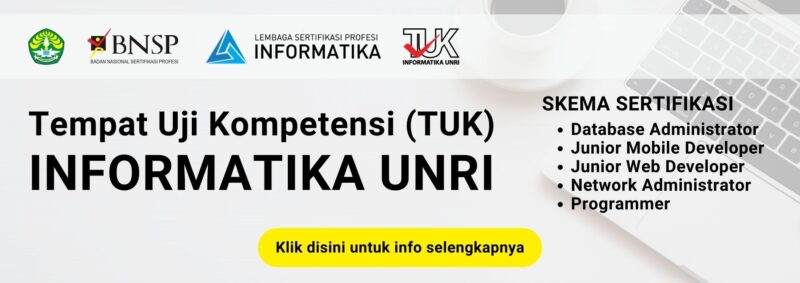 BNSP
BADAN NASIONAL SERTIFIKASI PROFESI
LEMBAGA SERTIFIKASI PROFESI
INFORMATIKA
TUK
INFORMATIKA UNRI
Tempat Uji Kompetensi (TUK)
INFORMATIKA UNRI
SKEMA SERTIFIKASI
• Database Administrator
• Junior Mobile Developer
• Junior Web Developer
• Network Administrator
• Programmer
Klik disini untuk info selengkapnya